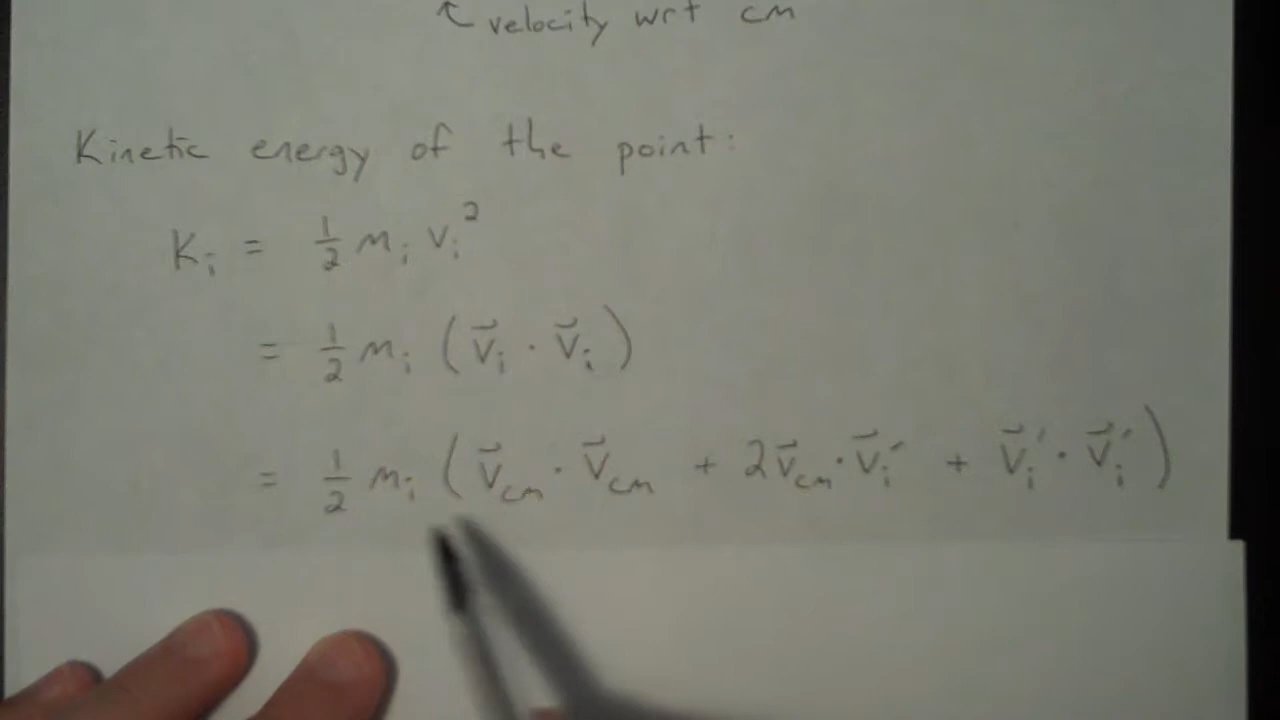 ↖ velocity wrt cm
Kinetic energy of the point:
Kᵢ = ½ mᵢ vᵢ²
= ½ mᵢ (v⃗ᵢ · v⃗ᵢ)
= ½ mᵢ (v⃗cm · v⃗cm + 2v⃗cm · v⃗ᵢ′ + v⃗ᵢ′ · v⃗ᵢ′)